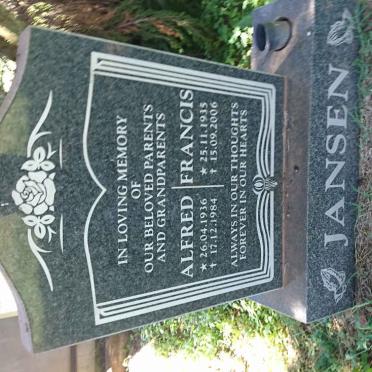 IN LOVING MEMORY
OF
OUR BELOVED PARENTS
AND GRANDPARENTS
ALFRED FRANCIS
★ 26.04.1936 ★ 25.11.1935
† 17.12.1984 † 15.09.2006
ALWAYS IN OUR THOUGHTS
FOREVER IN OUR HEARTS
JANSEN